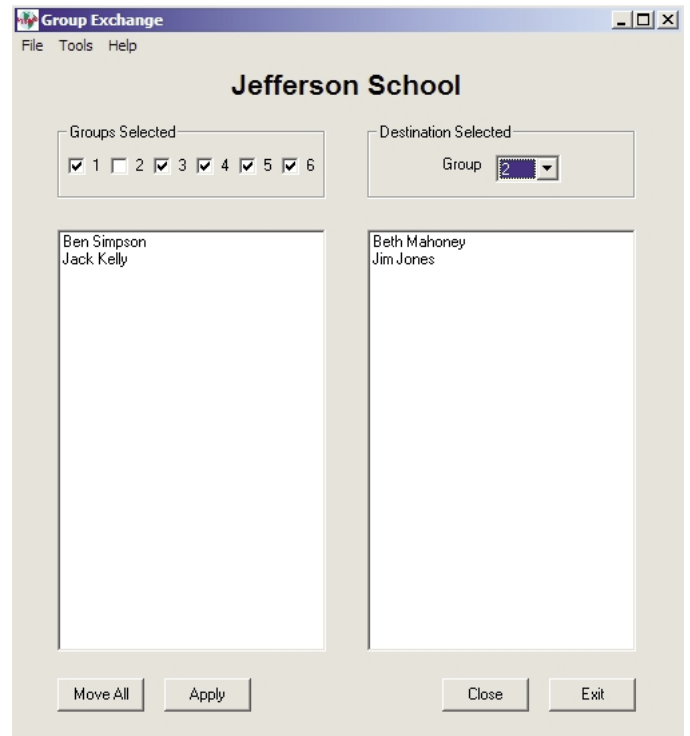 Group Exchange
File Tools Help
Jefferson School
Groups Selected
1 2 3 4 5 6
Destination Selected
Group 2
Ben Simpson
Jack Kelly
Beth Mahoney
Jim Jones
Move All Apply Close Exit